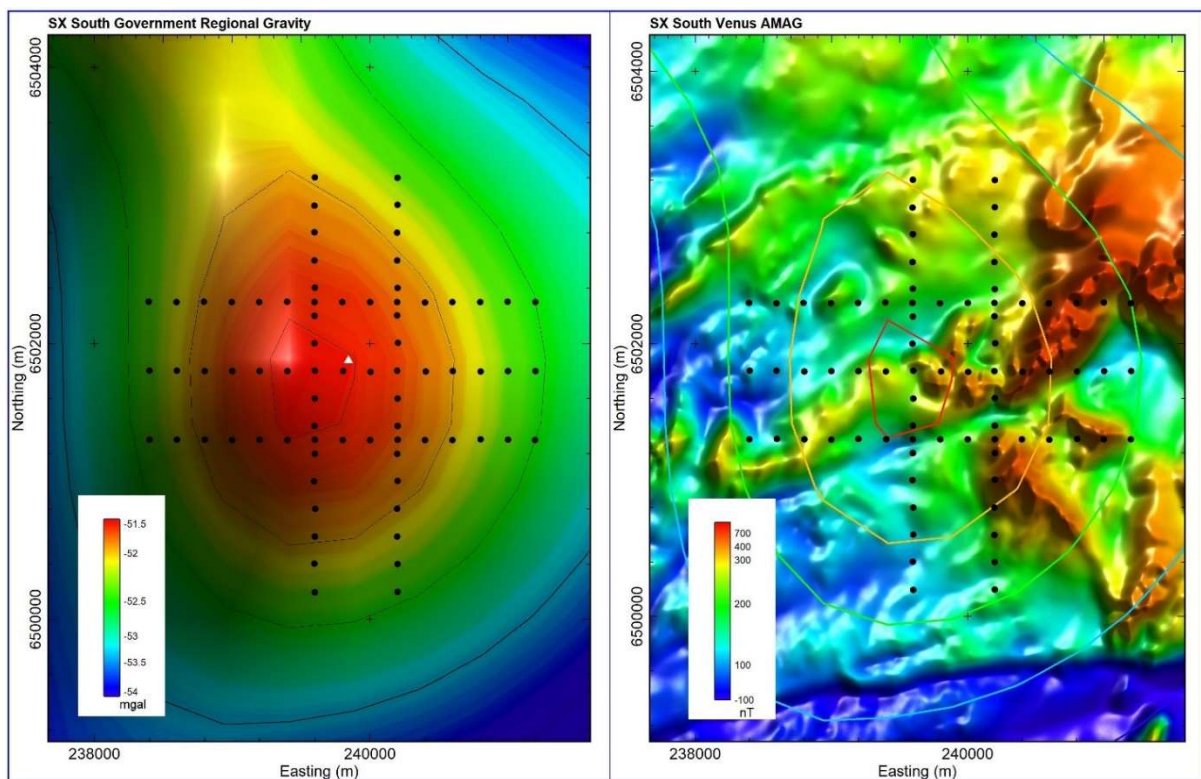 SX South Government Regional Gravity
6504000
6502000
6500000
Northing (m)
-51.5
-52
-52.5
-53
-53.5
-54
mgal
238000
240000
Easting (m)
SX South Venus AMAG
6504000
6502000
6500000
Northing (m)
700
400
300
200
100
-100
nT
238000
240000
Easting (m)